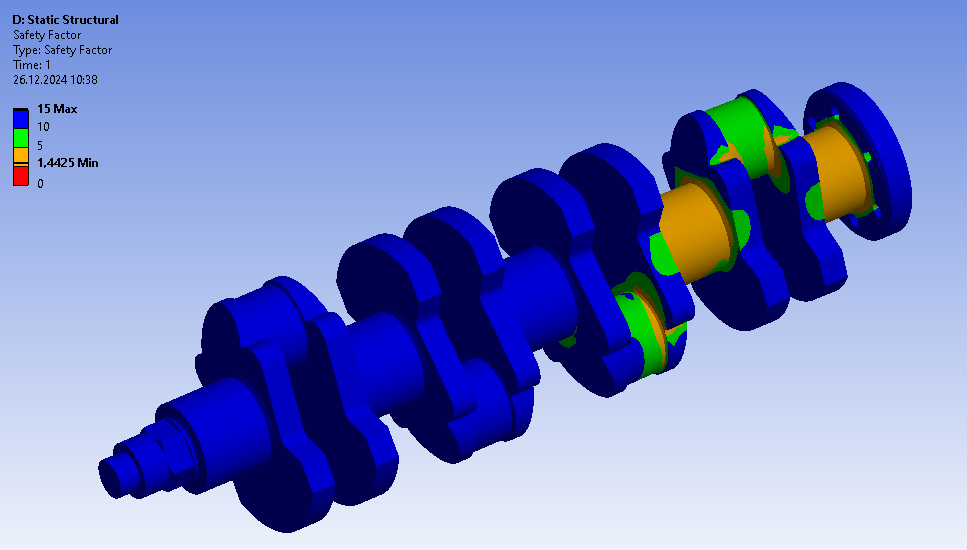 D: Static Structural
Safety Factor
Type: Safety Factor
Time: 1
26.12.2024 10:38
15 Max
10
5
1,4425 Min
0